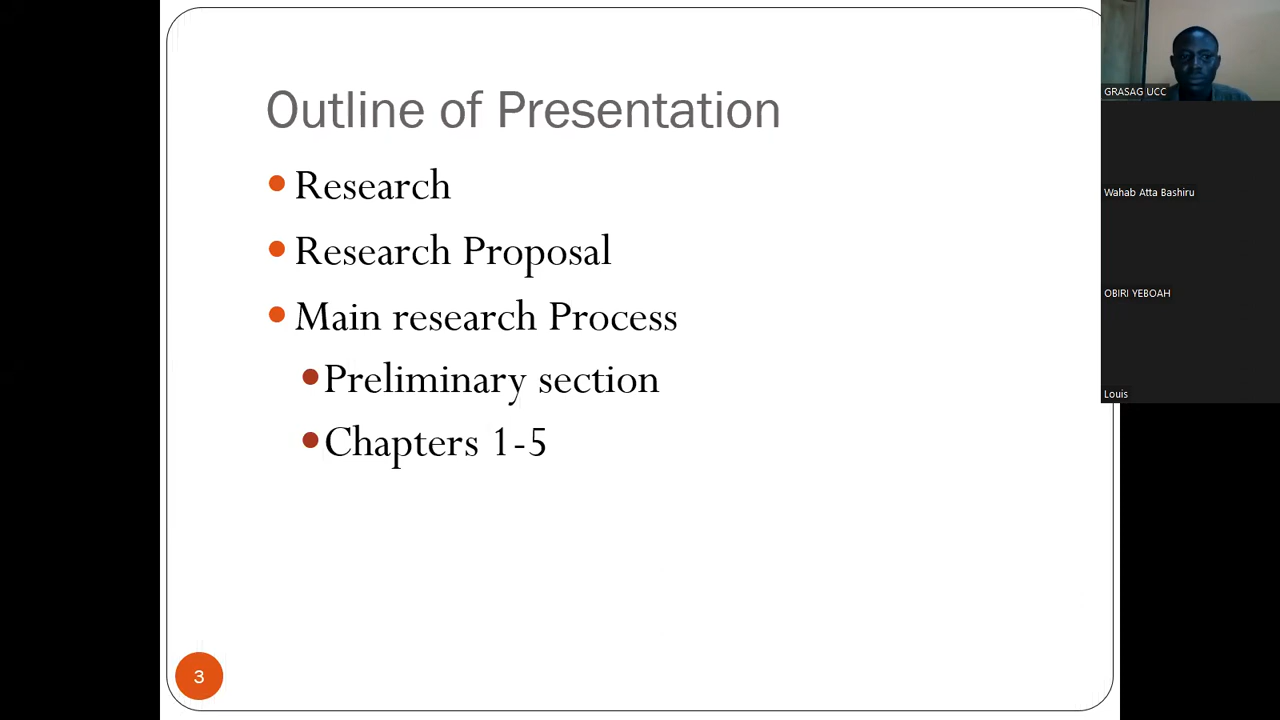 Outline of Presentation
Research
Research Proposal
Main research Process
Preliminary section
Chapters 1-5
3
GRASAG UCC
Wahab Atta Bashiru
OBIRI YEBOAH
Louis